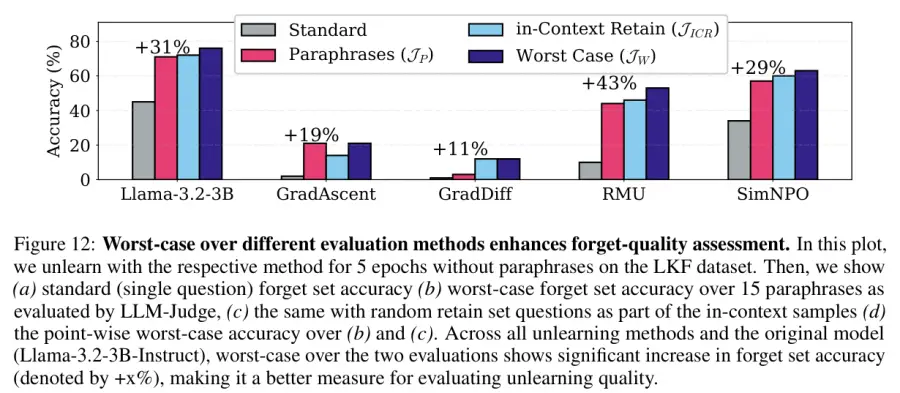 Standard
Paraphrases (𝒥P)
in-Context Retain (𝒥ICR)
Worst Case (𝒥W)
Accuracy (%)
80
60
40
20
0
+31%
+19%
+11%
+43%
+29%
Llama-3.2-3B
GradAscent
GradDiff
RMU
SimNPO
Figure 12: Worst-case over different evaluation methods enhances forget-quality assessment. In this plot,
we unlearn with the respective method for 5 epochs without paraphrases on the LKF dataset. Then, we show
(a) standard (single question) forget set accuracy (b) worst-case forget set accuracy over 15 paraphrases as
evaluated by LLM-Judge, (c) the same with random retain set questions as part of the in-context samples (d)
the point-wise worst-case accuracy over (b) and (c). Across all unlearning methods and the original model
(Llama-3.2-3B-Instruct), worst-case over the two evaluations shows significant increase in forget set accuracy
(denoted by +x%), making it a better measure for evaluating unlearning quality.